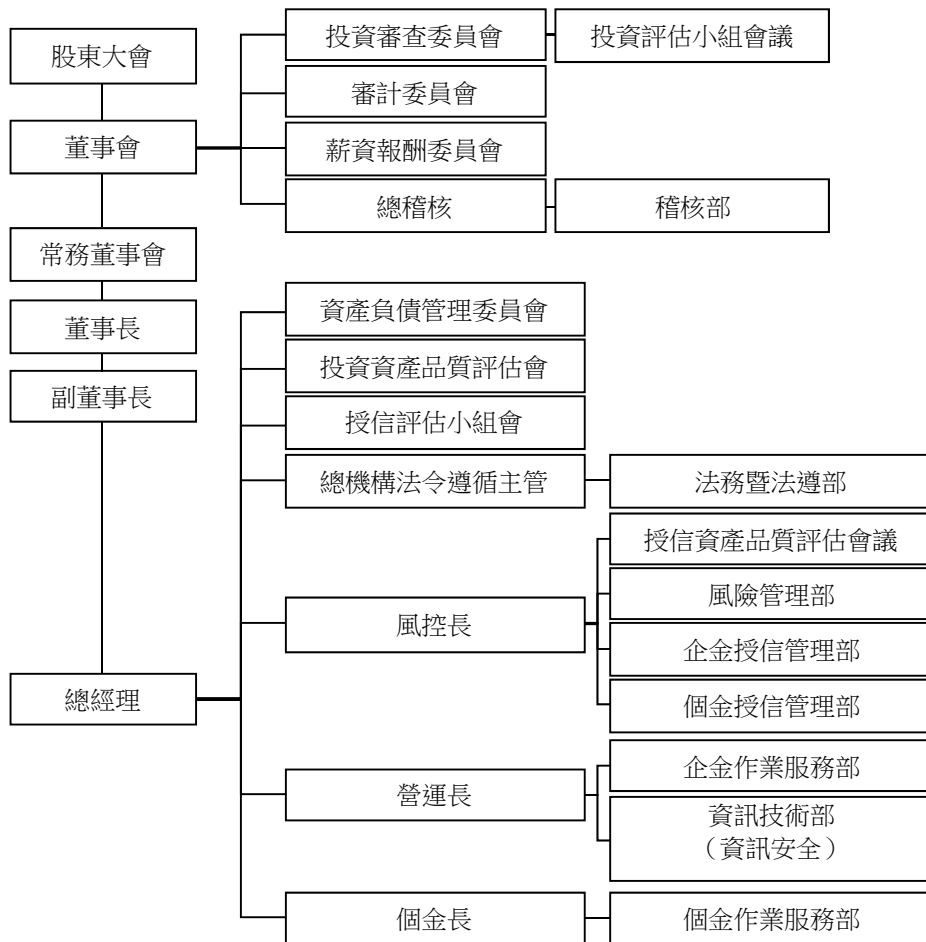 股東大會
董事會
投資審查委員會
投資評估小組會議
審計委員會
薪資報酬委員會
總稽核
稽核部
常務董事會
董事長
副董事長
總經理
資產負債管理委員會
投資資產品質評估會
授信評估小組會
總機構法令遵循主管
法務暨法遵部
風控長
授信資產品質評估會議
風險管理部
企金授信管理部
個金授信管理部
營運長
企金作業服務部
資訊技術部
（資訊安全）
個金長
個金作業服務部